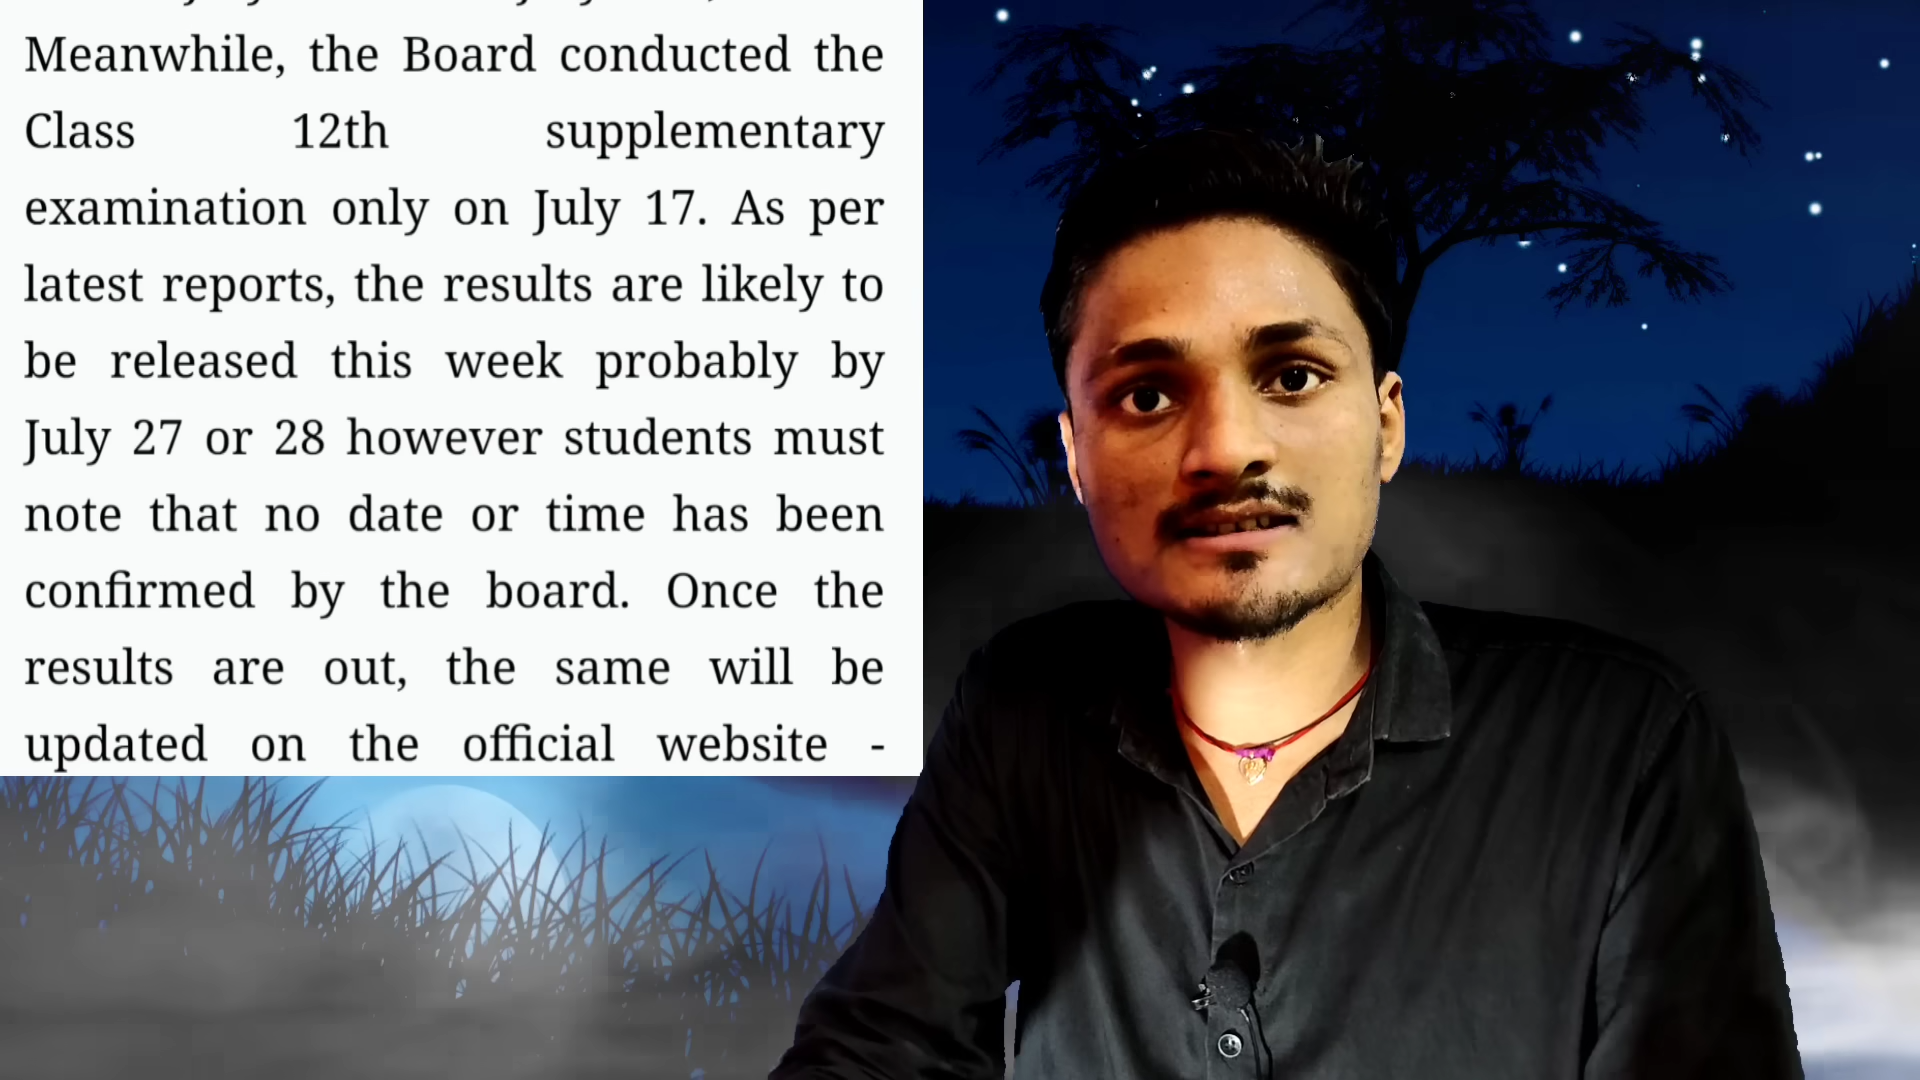 Meanwhile, the Board conducted the
Class 12th supplementary
examination only on July 17. As per
latest reports, the results are likely to
be released this week probably by
July 27 or 28 however students must
note that no date or time has been
confirmed by the board. Once the
results are out, the same will be
updated on the official website -